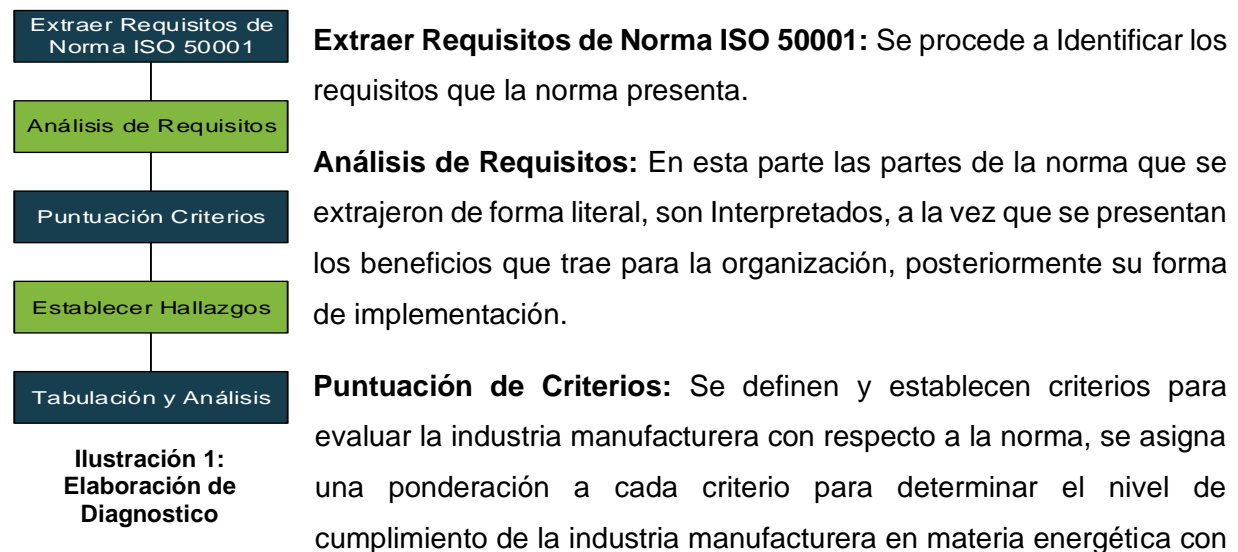 Extraer Requisitos de
Norma ISO 50001
Análisis de Requisitos
Puntuación Criterios
Establecer Hallazgos
Tabulación y Análisis
Ilustración 1:
Elaboración de
Diagnostico
Extraer Requisitos de Norma ISO 50001: Se procede a Identificar los
requisitos que la norma presenta.
Análisis de Requisitos: En esta parte las partes de la norma que se
extrajeron de forma literal, son Interpretados, a la vez que se presentan
los beneficios que trae para la organización, posteriormente su forma
de implementación.
Puntuación de Criterios: Se definen y establecen criterios para
evaluar la industria manufacturera con respecto a la norma, se asigna
una ponderación a cada criterio para determinar el nivel de
cumplimiento de la industria manufacturera en materia energética con